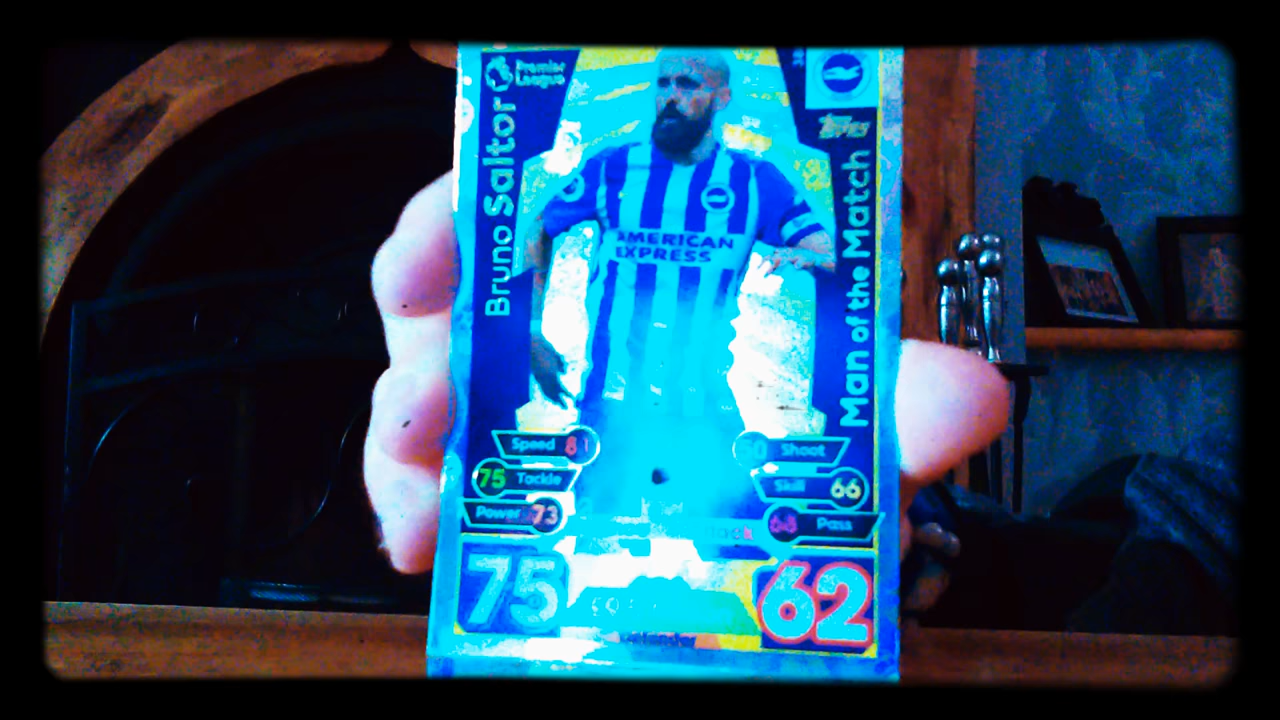 Bruno Saltor
Premier
League
TOPPS
Man of the Match
AMERICAN
EXPRESS
Speed 81
75 Tackle
Power 73
Shoot
Skill 66
68 Pass
75
62